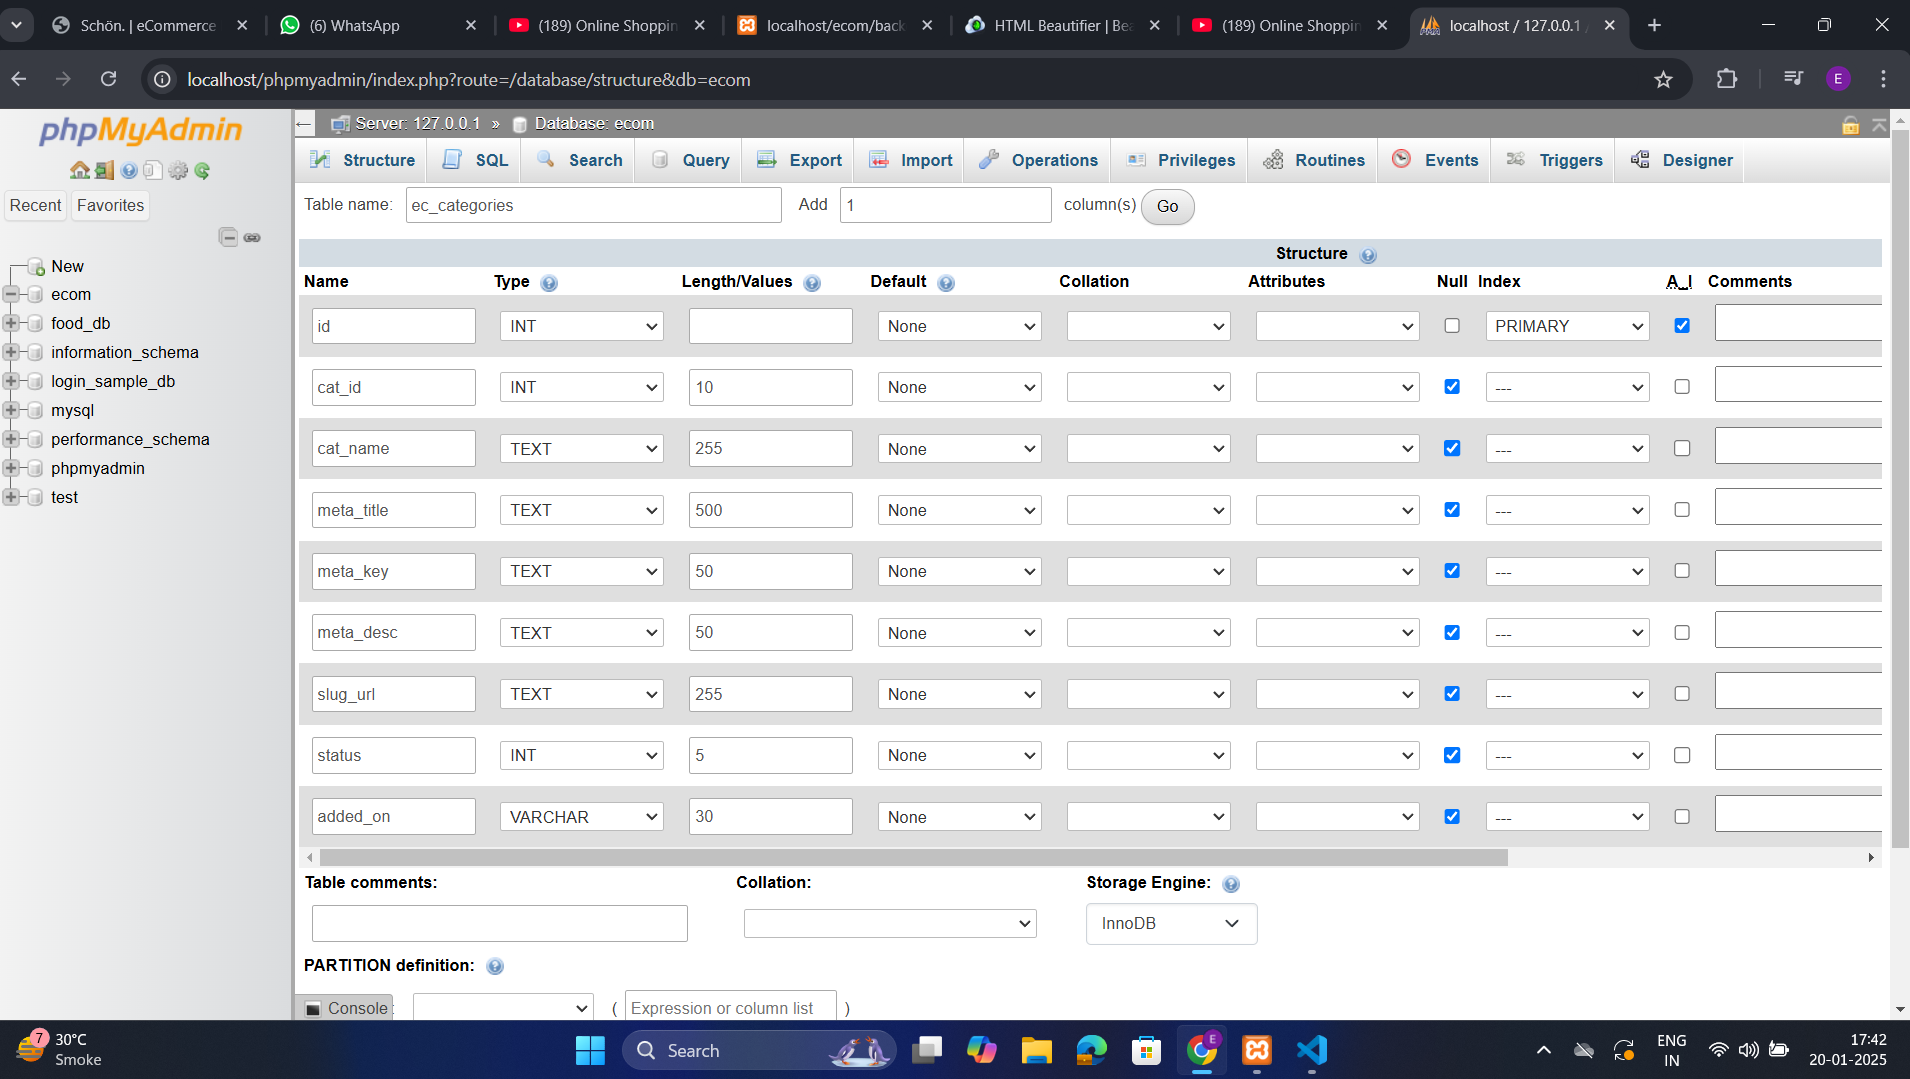 Schön. | eCommerce
(6) WhatsApp
(189) Online Shoppin
localhost/ecom/back
HTML Beautifier | Bea
(189) Online Shoppin
localhost / 127.0.0.1
localhost/phpmyadmin/index.php?route=/database/structure&db=ecom
E
phpMyAdmin
Recent
Favorites
New
ecom
food_db
information_schema
login_sample_db
mysql
performance_schema
phpmyadmin
test
Server: 127.0.0.1 » Database: ecom
Structure
SQL
Search
Query
Export
Import
Operations
Privileges
Routines
Events
Triggers
Designer
Table name: ec_categories Add 1 column(s) Go
Structure
Name Type Length/Values Default Collation Attributes Null Index A_I Comments
id INT None PRIMARY
cat_id INT 10 None ---
cat_name TEXT 255 None ---
meta_title TEXT 500 None ---
meta_key TEXT 50 None ---
meta_desc TEXT 50 None ---
slug_url TEXT 255 None ---
status INT 5 None ---
added_on VARCHAR 30 None ---
Table comments: Collation: Storage Engine:
InnoDB
PARTITION definition:
Console : ( Expression or column list )
7
30°C
Smoke
Search
E
ENG
IN
17:42
20-01-2025